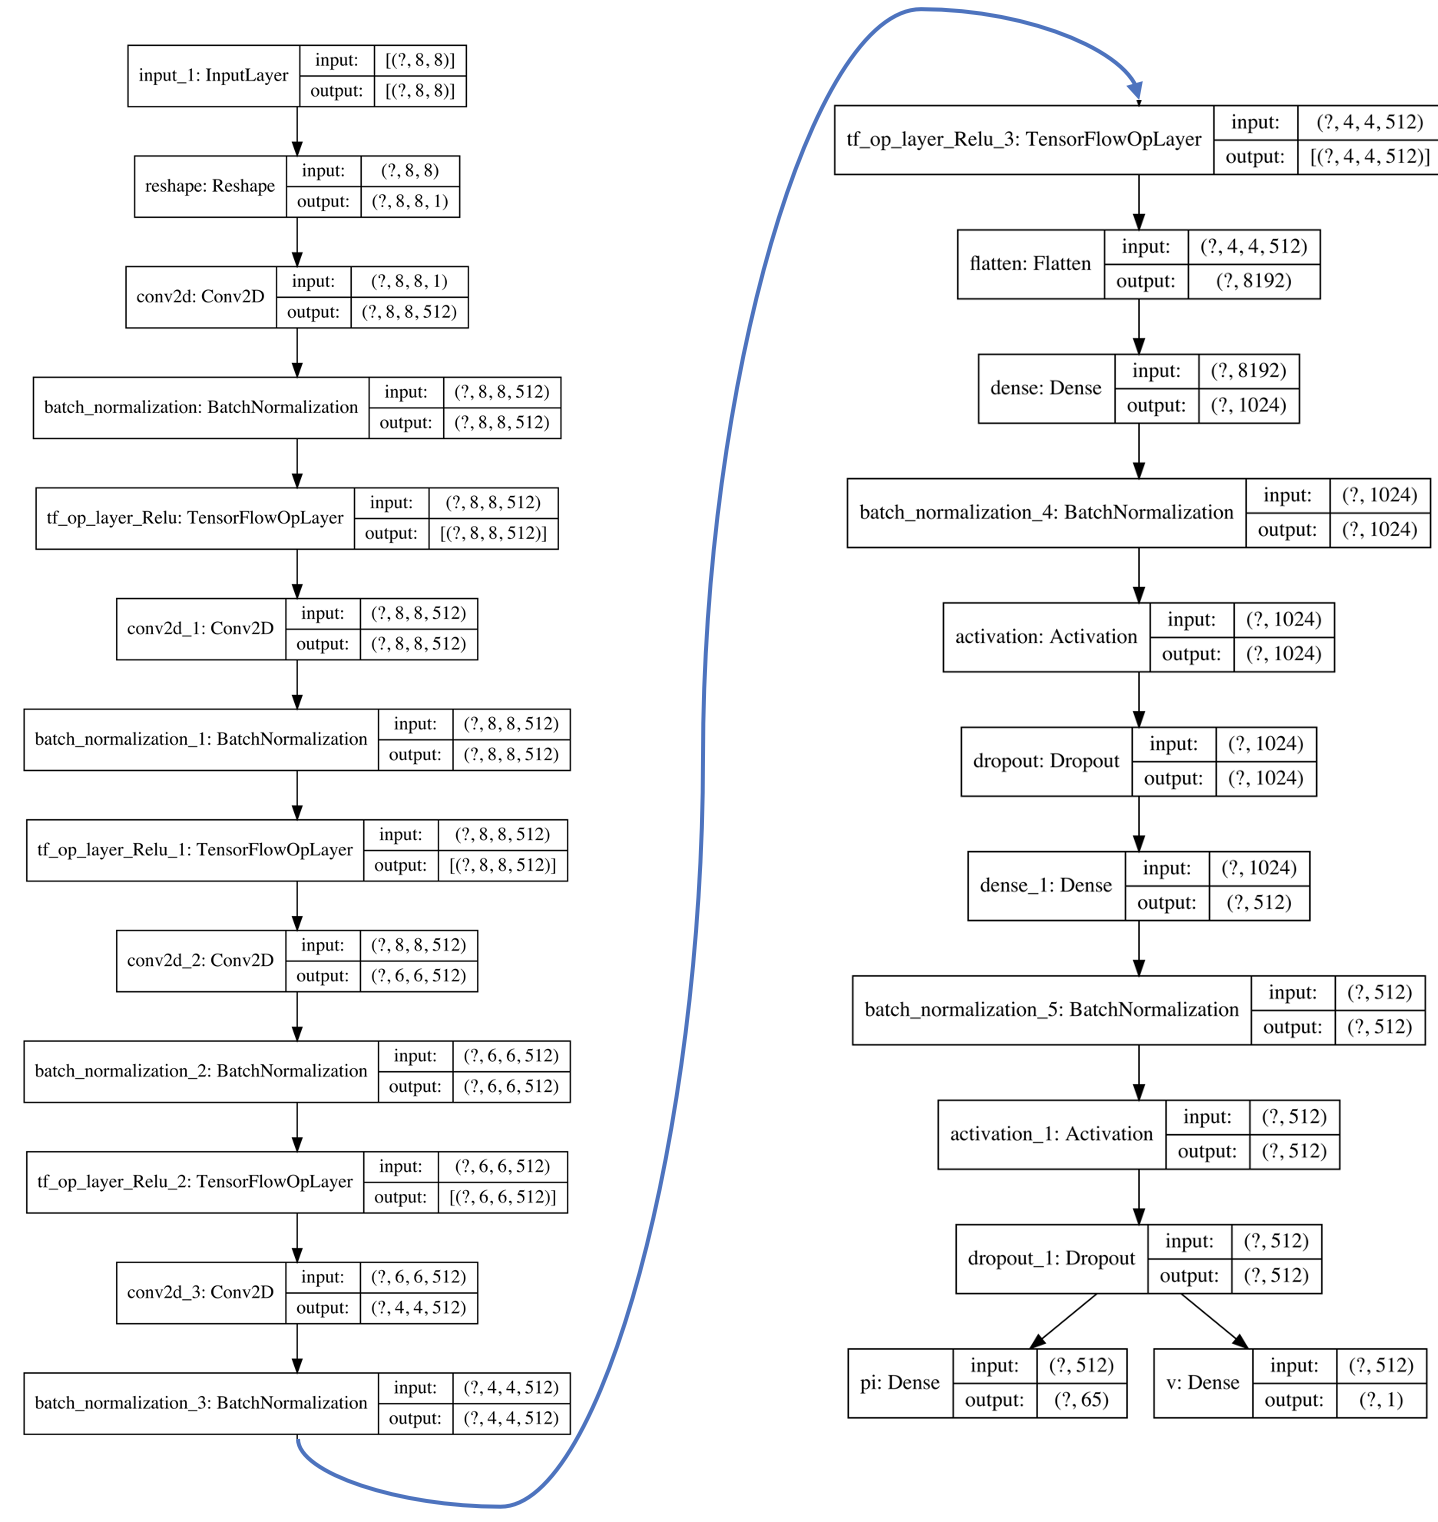 input_1: InputLayer
input: [(?, 8, 8)]
output: [(?, 8, 8)]
reshape: Reshape
input: (?, 8, 8)
output: (?, 8, 8, 1)
conv2d: Conv2D
input: (?, 8, 8, 1)
output: (?, 8, 8, 512)
batch_normalization: BatchNormalization
input: (?, 8, 8, 512)
output: (?, 8, 8, 512)
tf_op_layer_Relu: TensorFlowOpLayer
input: (?, 8, 8, 512)
output: [(?, 8, 8, 512)]
conv2d_1: Conv2D
input: (?, 8, 8, 512)
output: (?, 8, 8, 512)
batch_normalization_1: BatchNormalization
input: (?, 8, 8, 512)
output: (?, 8, 8, 512)
tf_op_layer_Relu_1: TensorFlowOpLayer
input: (?, 8, 8, 512)
output: [(?, 8, 8, 512)]
conv2d_2: Conv2D
input: (?, 8, 8, 512)
output: (?, 6, 6, 512)
batch_normalization_2: BatchNormalization
input: (?, 6, 6, 512)
output: (?, 6, 6, 512)
tf_op_layer_Relu_2: TensorFlowOpLayer
input: (?, 6, 6, 512)
output: [(?, 6, 6, 512)]
conv2d_3: Conv2D
input: (?, 6, 6, 512)
output: (?, 4, 4, 512)
batch_normalization_3: BatchNormalization
input: (?, 4, 4, 512)
output: (?, 4, 4, 512)
tf_op_layer_Relu_3: TensorFlowOpLayer
input: (?, 4, 4, 512)
output: [(?, 4, 4, 512)]
flatten: Flatten
input: (?, 4, 4, 512)
output: (?, 8192)
dense: Dense
input: (?, 8192)
output: (?, 1024)
batch_normalization_4: BatchNormalization
input: (?, 1024)
output: (?, 1024)
activation: Activation
input: (?, 1024)
output: (?, 1024)
dropout: Dropout
input: (?, 1024)
output: (?, 1024)
dense_1: Dense
input: (?, 1024)
output: (?, 512)
batch_normalization_5: BatchNormalization
input: (?, 512)
output: (?, 512)
activation_1: Activation
input: (?, 512)
output: (?, 512)
dropout_1: Dropout
input: (?, 512)
output: (?, 512)
pi: Dense
input: (?, 512)
output: (?, 65)
v: Dense
input: (?, 512)
output: (?, 1)